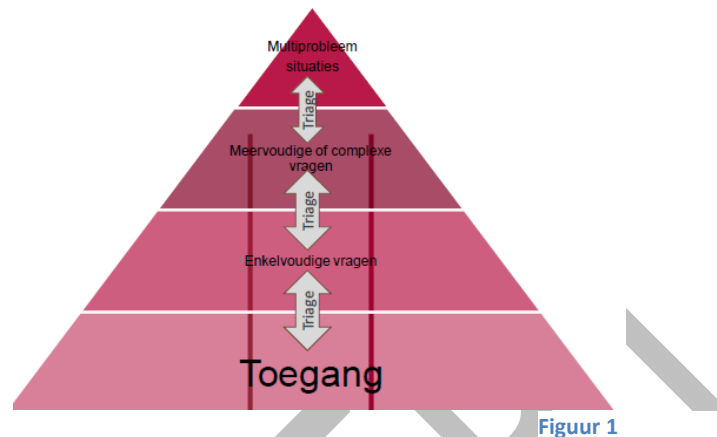 Multiprobleem
situaties
Triage
Meervoudige of complexe
vragen
Triage
Enkelvoudige vragen
Triage
Toegang
Figuur 1